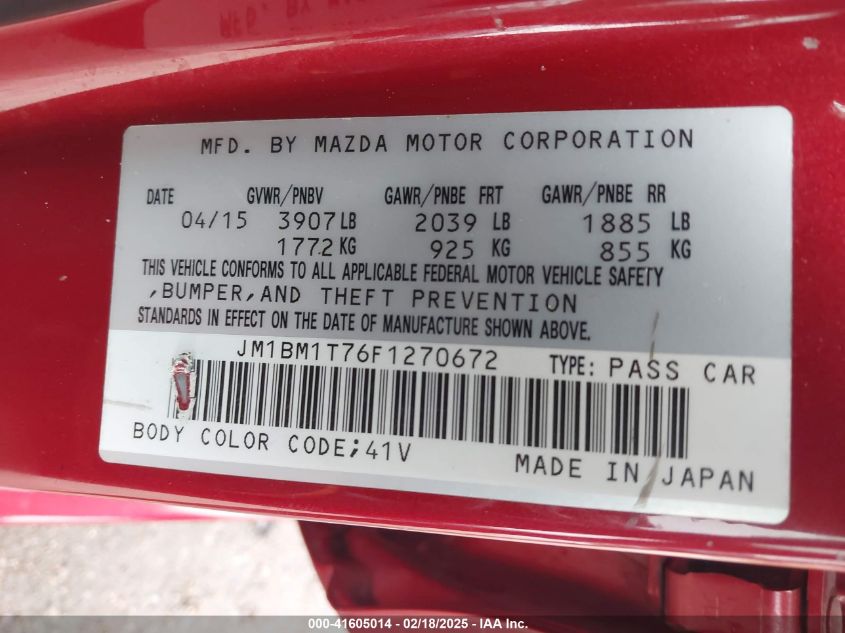 MFD. BY MAZDA MOTOR CORPORATION
DATE GVWR/PNBV GAWR/PNBE FRT GAWR/PNBE RR
04/15 3907 LB 2039 LB 1885 LB
1772 KG 925 KG 855 KG
THIS VEHICLE CONFORMS TO ALL APPLICABLE FEDERAL MOTOR VEHICLE SAFETY
,BUMPER,AND THEFT PREVENTION
STANDARDS IN EFFECT ON THE DATE OF MANUFACTURE SHOWN ABOVE.
JM1BM1T76F1270672 TYPE: PASS CAR
BODY COLOR CODE;41V
MADE IN JAPAN
000-41605014 - 02/18/2025 - IAA Inc.